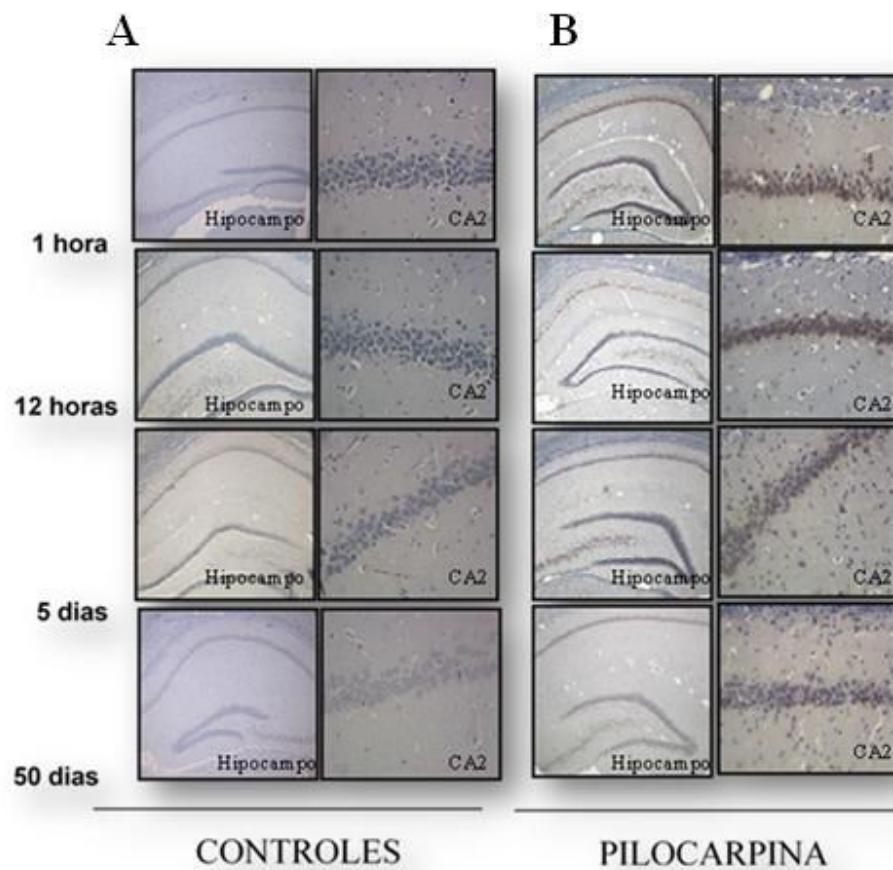 A
B
Hipocampo
CA2
Hipocampo
CA2
1 hora
Hipocampo
CA2
Hipocampo
CA2
12 horas
Hipocampo
CA2
Hipocampo
CA2
5 dias
Hipocampo
CA2
Hipocampo
CA2
50 dias
CONTROLES
PILOCARPINA